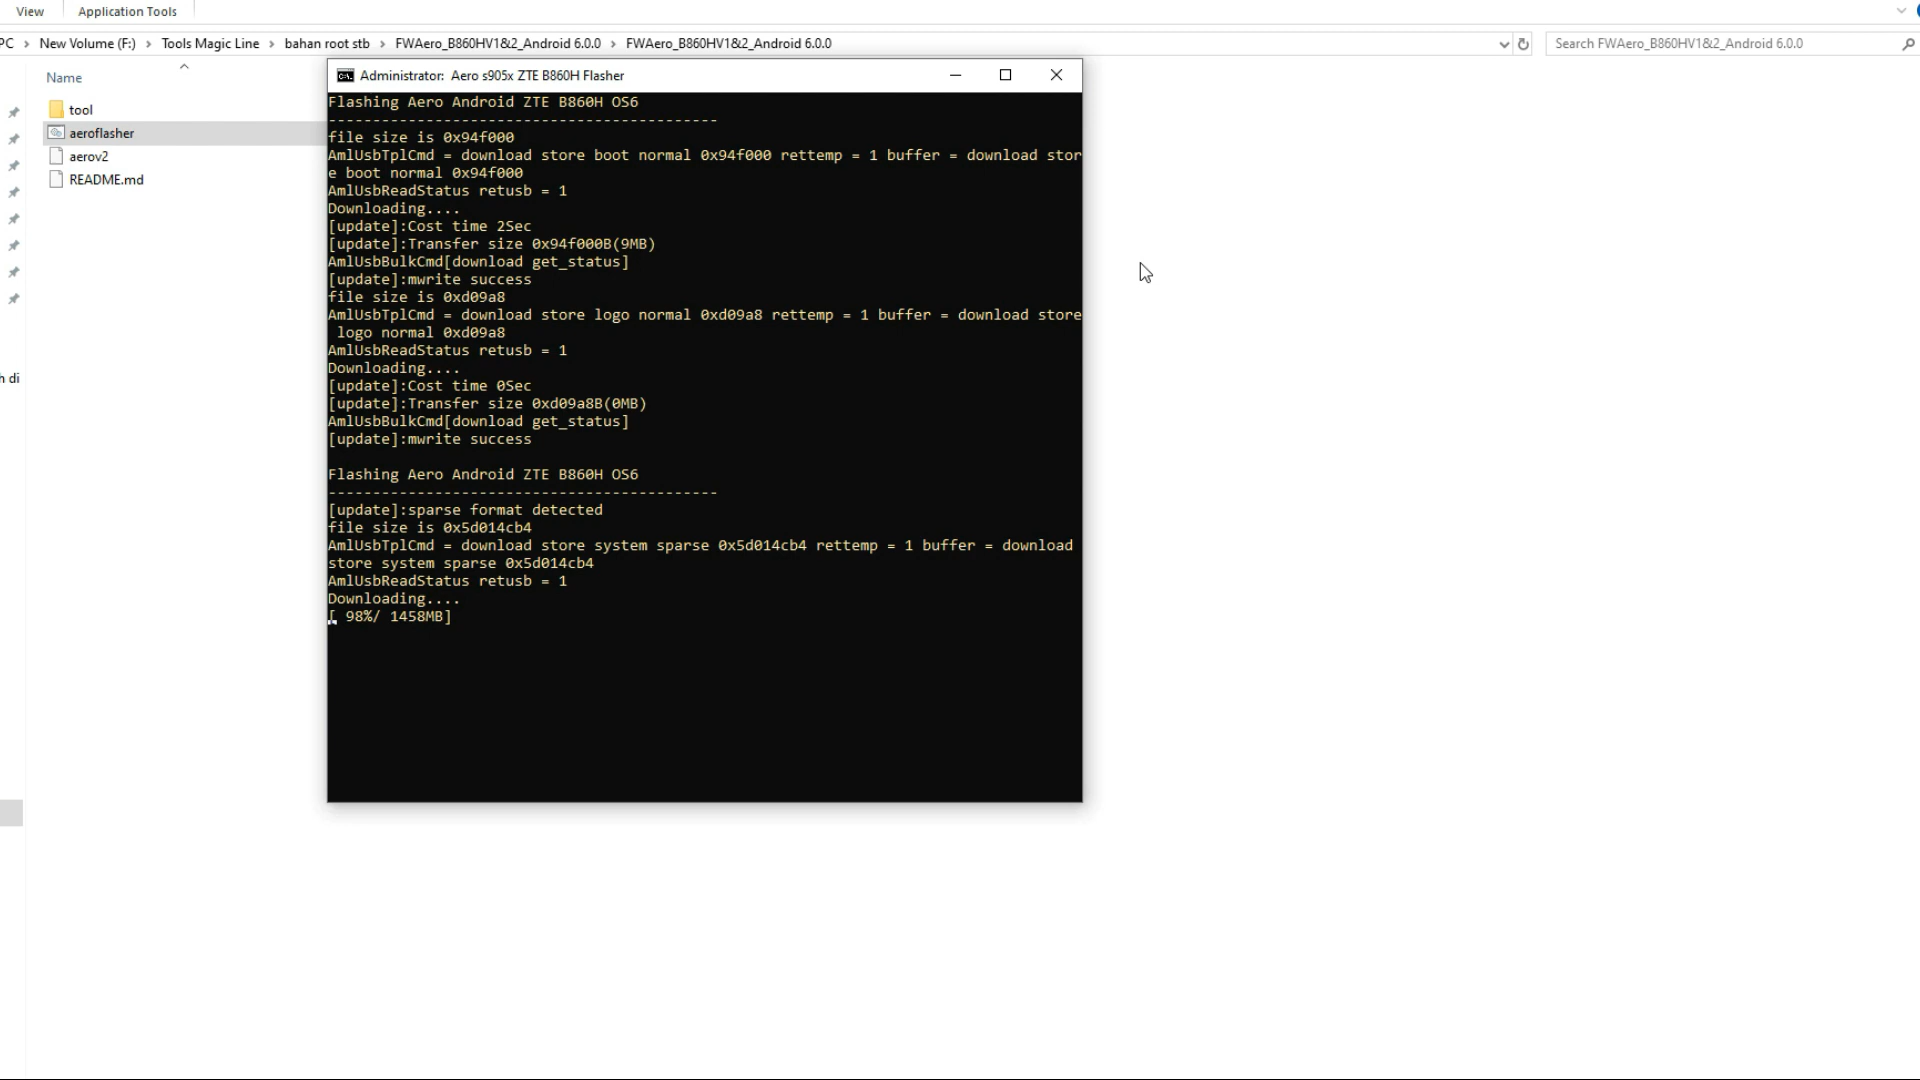 View
Application Tools
PC > New Volume (F:) > Tools Magic Line > bahan root stb > FWAero_B860HV1&2_Android 6.0.0 > FWAero_B860HV1&2_Android 6.0.0
Search FWAero_B860HV1&2_Android 6.0.0
Name
tool
aeroflasher
aerov2
README.md
h di
Administrator: Aero s905x ZTE B860H Flasher
Flashing Aero Android ZTE B860H OS6
--------------------------------------------
file size is 0x94f000
AmlUsbTplCmd = download store boot normal 0x94f000 rettemp = 1 buffer = download stor
e boot normal 0x94f000
AmlUsbReadStatus retusb = 1
Downloading....
[update]:Cost time 2Sec
[update]:Transfer size 0x94f000B(9MB)
AmlUsbBulkCmd[download get_status]
[update]:mwrite success
file size is 0xd09a8
AmlUsbTplCmd = download store logo normal 0xd09a8 rettemp = 1 buffer = download store
logo normal 0xd09a8
AmlUsbReadStatus retusb = 1
Downloading....
[update]:Cost time 0Sec
[update]:Transfer size 0xd09a8B(0MB)
AmlUsbBulkCmd[download get_status]
[update]:mwrite success
Flashing Aero Android ZTE B860H OS6
--------------------------------------------
[update]:sparse format detected
file size is 0x5d014cb4
AmlUsbTplCmd = download store system sparse 0x5d014cb4 rettemp = 1 buffer = download
store system sparse 0x5d014cb4
AmlUsbReadStatus retusb = 1
Downloading....
[ 98%/ 1458MB]